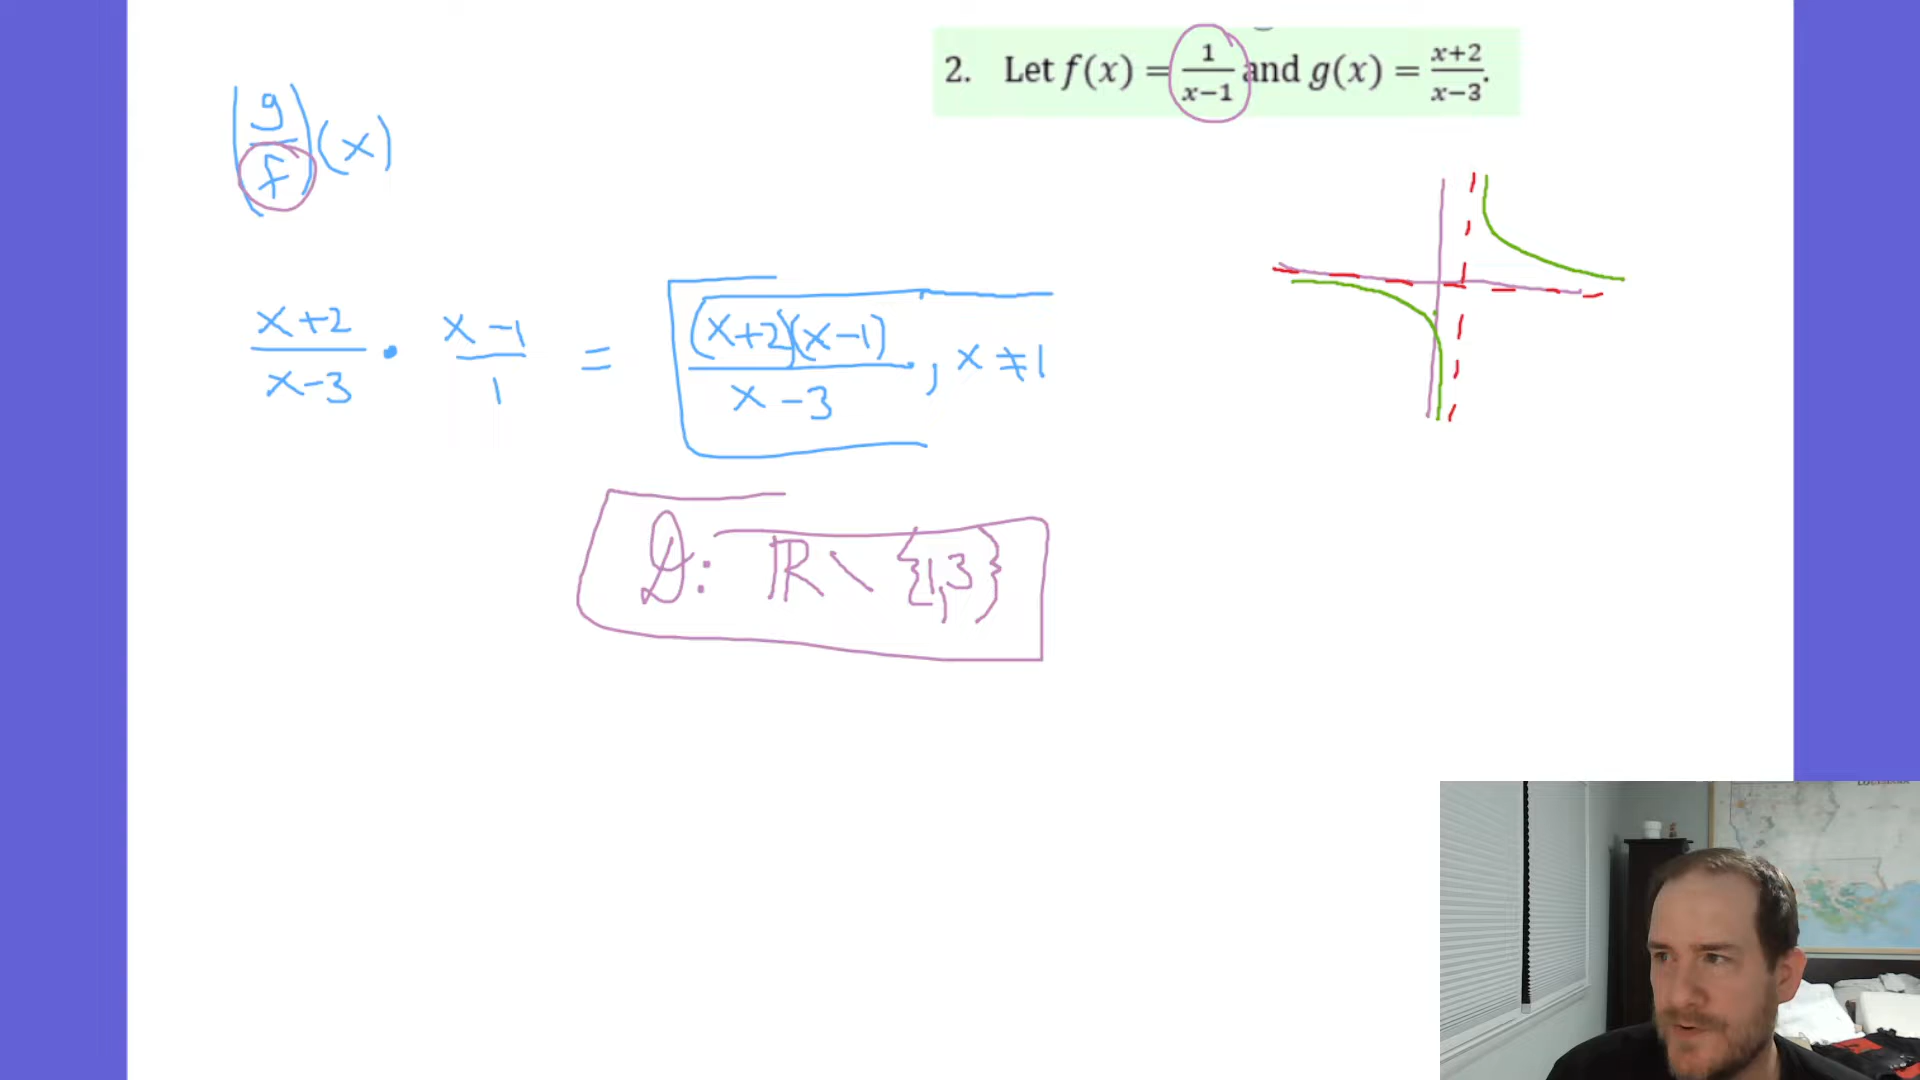 2. Let f(x) = 1/(x−1) and g(x) = (x+2)/(x−3).
(g/f)(x)
(x+2)/(x−3) · (x−1)/1 = (x+2)(x−1)/(x−3), x ≠ 1
D: ℝ \ {1,3}